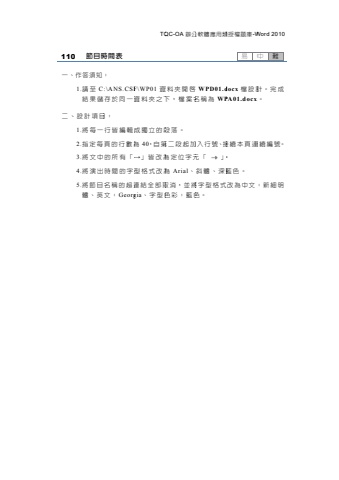 TQC-OA 辦公軟體應用類授權題庫-Word 2010
110 節目時間表 易 中 難
一、作答須知：
1.請至 C:\ANS.CSF\WP01 資料夾開啟 WPD01.docx 檔設計。完成
結果儲存於同一資料夾之下，檔案名稱為 WPA01.docx。
二、設計項目：
1.將每一行皆編輯成獨立的段落。
2.指定每頁的行數為 40，自第二段起加入行號，接續本頁連續編號。
3.將文中的所有「→」皆改為定位字元「 → 」。
4.將演出時間的字型格式改為 Arial、斜體、深藍色。
5.將節目名稱的超連結全部取消，並將字型格式改為中文：新細明
體、英文：Georgia、字型色彩：藍色。